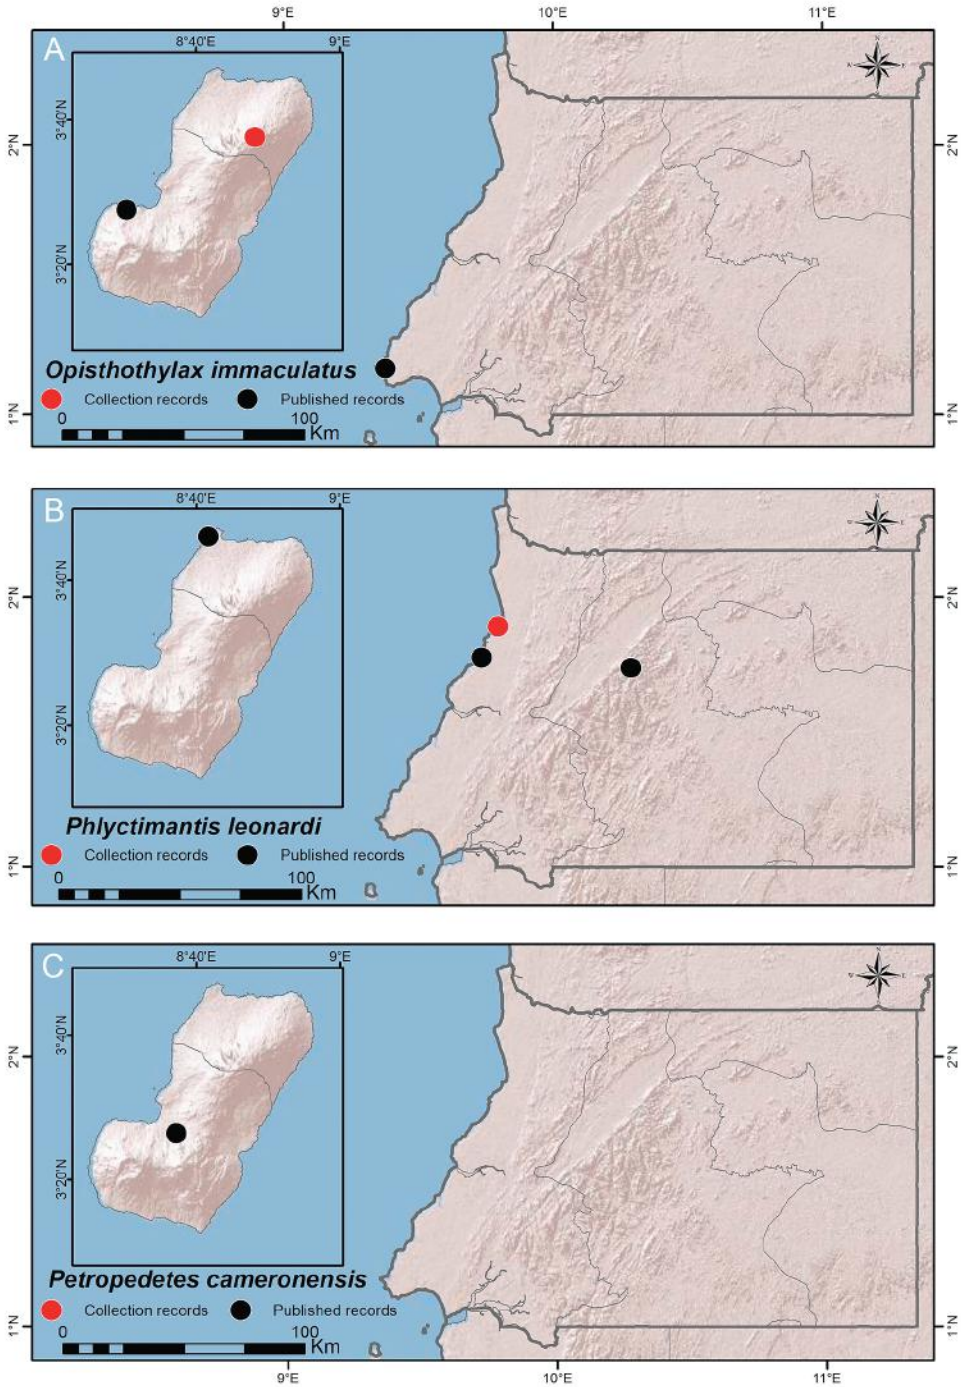 9°E 10°E 11°E
A
8°40'E 9°E
N
W E
S
3°40'N
2°N 2°N
3°20'N
Opisthothylax immaculatus
Collection records Published records
0 100
Km
1°N 1°N
B
8°40'E 9°E
N
W E
S
3°40'N
2°N 2°N
3°20'N
Phlyctimantis leonardi
Collection records Published records
0 100
Km
1°N 1°N
C
8°40'E 9°E
N
W E
S
3°40'N
2°N 2°N
3°20'N
Petropedetes cameronensis
Collection records Published records
0 100
Km
1°N 1°N
9°E 10°E 11°E